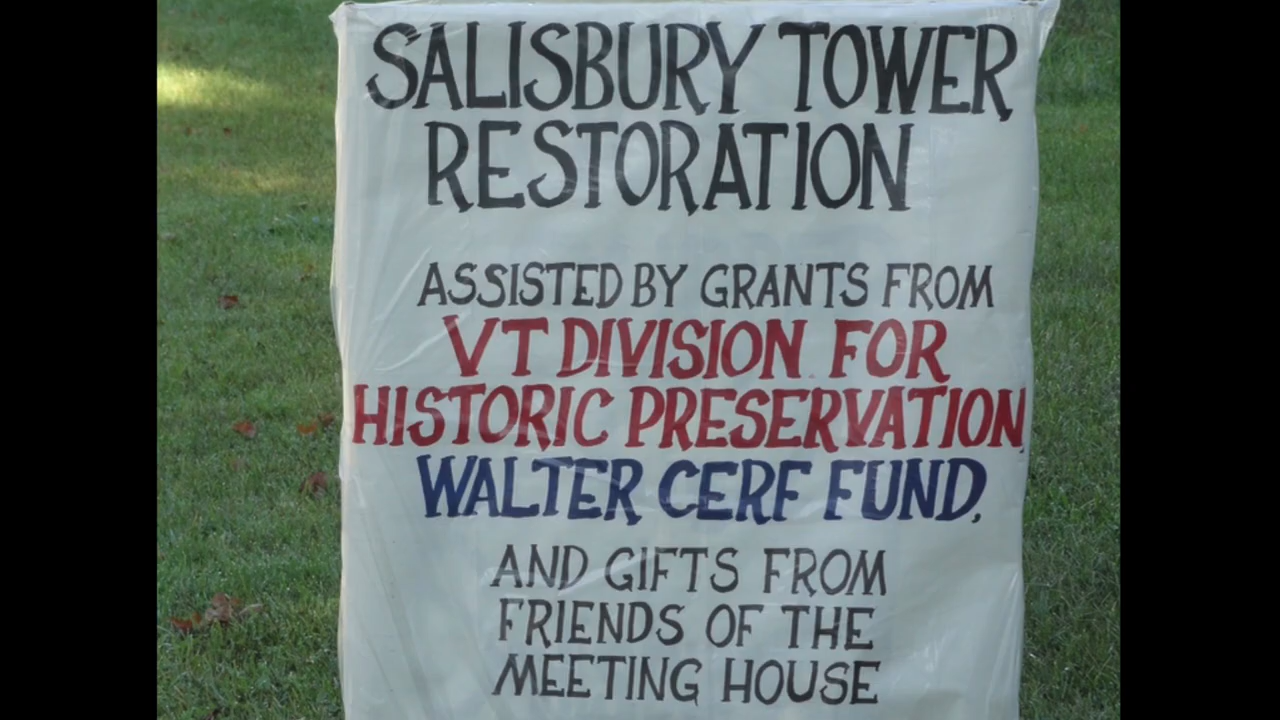 SALISBURY TOWER
RESTORATION
ASSISTED BY GRANTS FROM
VT DIVISION FOR
HISTORIC PRESERVATION,
WALTER CERF FUND,
AND GIFTS FROM
FRIENDS OF THE
MEETING HOUSE